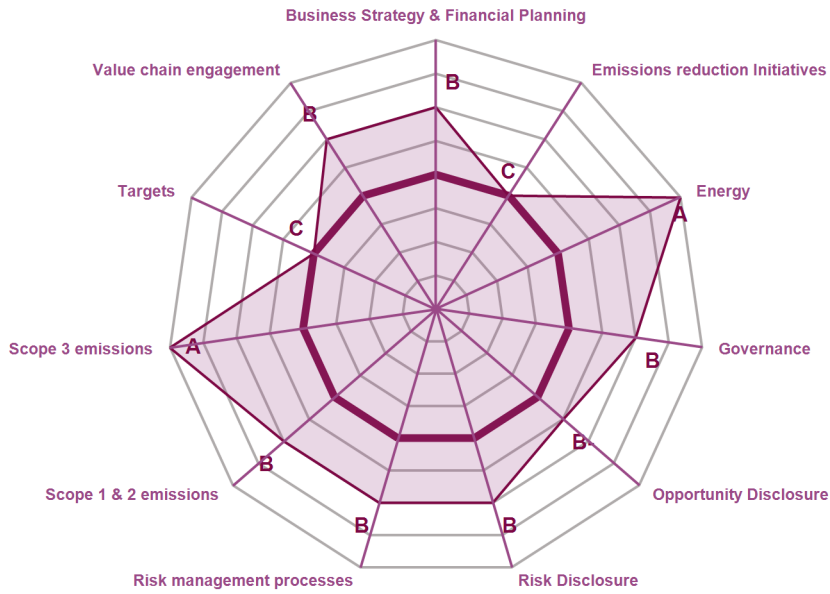 Business Strategy & Financial Planning
Value chain engagement
Emissions reduction Initiatives
B
B
C
Targets
Energy
A
C
Scope 3 emissions
A
Governance
B
B-
B
Scope 1 & 2 emissions
Opportunity Disclosure
B
B
Risk management processes
Risk Disclosure